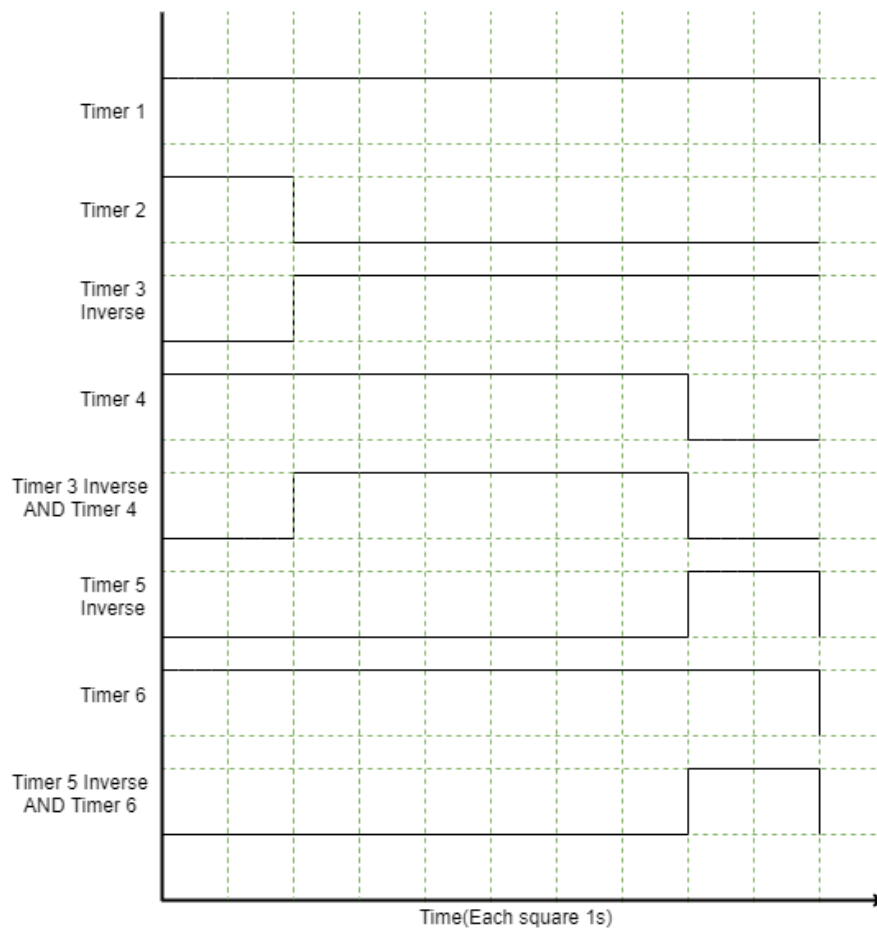 Timer 1
Timer 2
Timer 3
Inverse
Timer 4
Timer 3 Inverse
AND Timer 4
Timer 5
Inverse
Timer 6
Timer 5 Inverse
AND Timer 6
Time(Each square 1s)